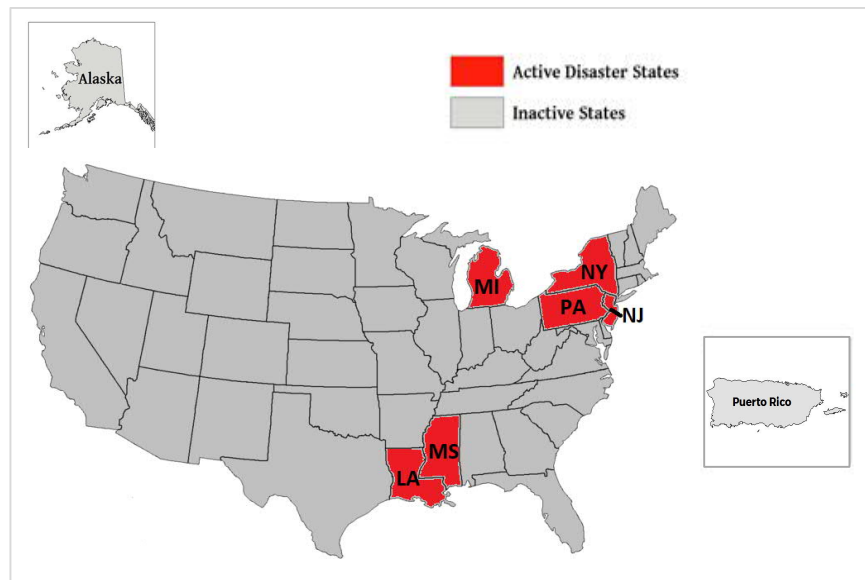 Alaska
Active Disaster States
Inactive States
MI
NY
PA
NJ
Puerto Rico
MS
LA